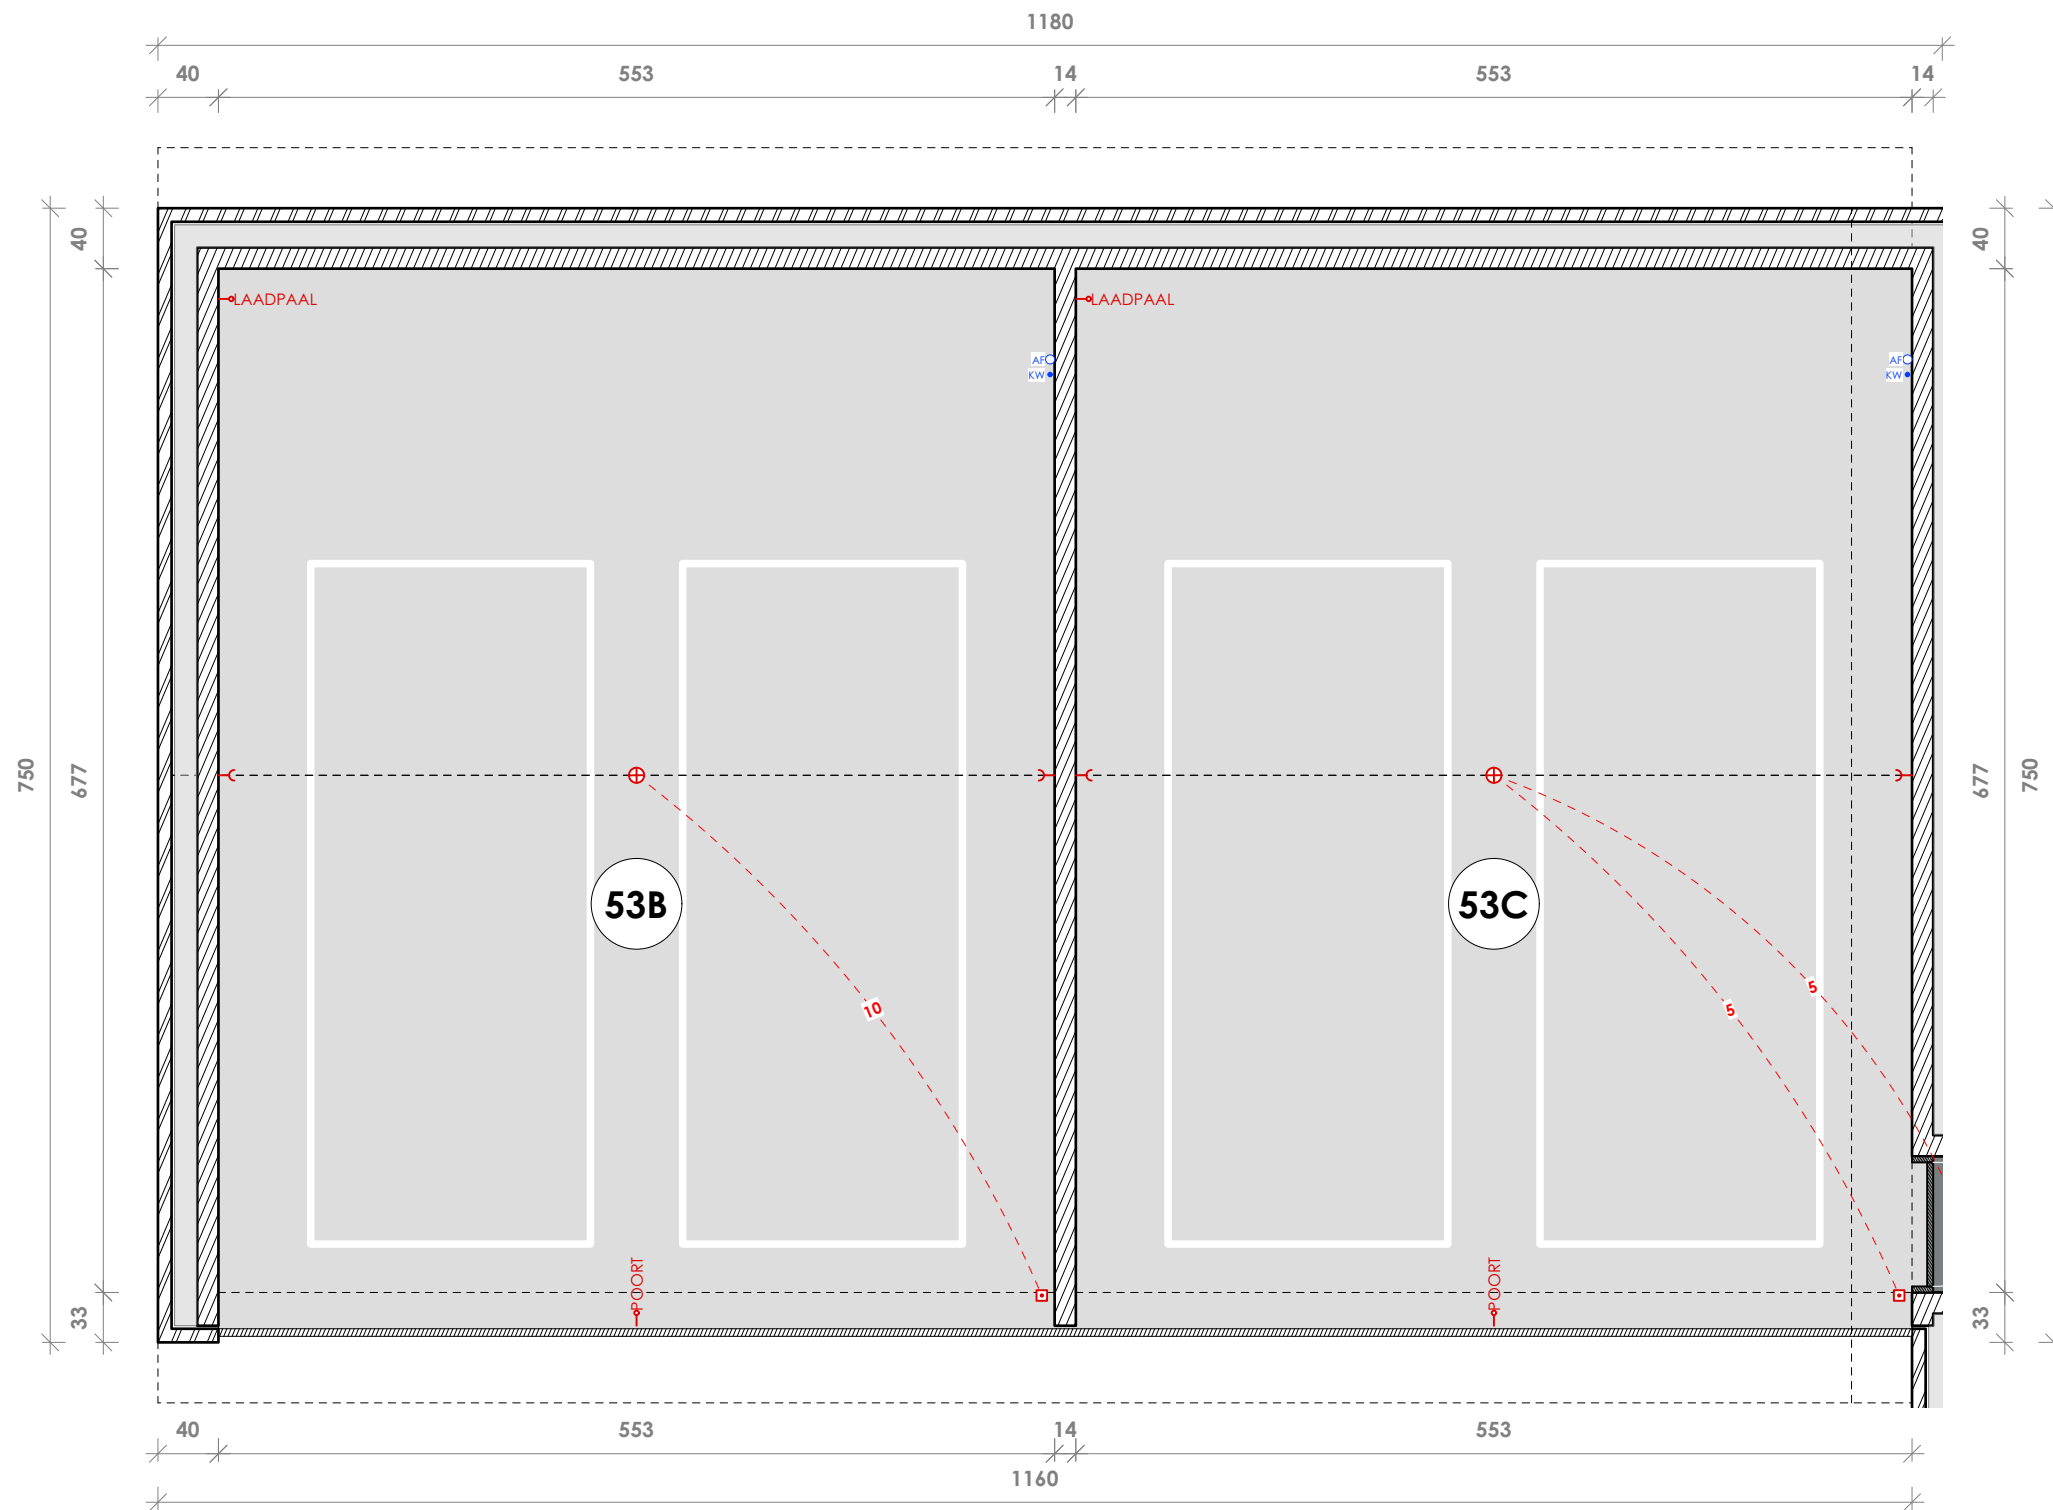 1180
40 553 14 553 14
40 40
LAADPAAL LAADPAAL
AF AF
KW KW
750 677 677 750
53B 53C
5
10 5
POORT POORT
33 33
40 553 14 553
1160